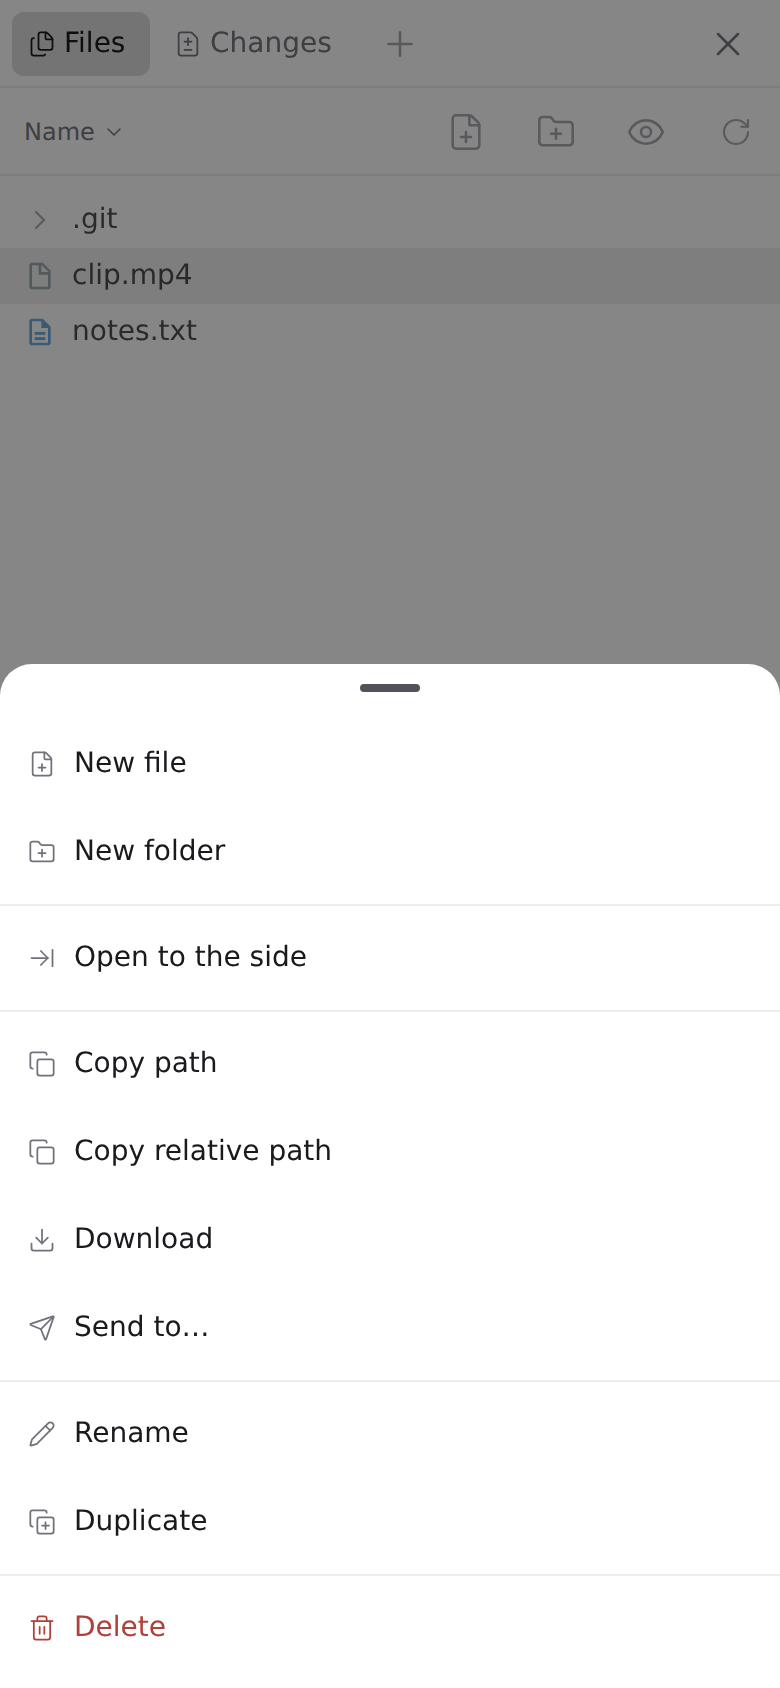 Files
Changes
Name
.git
clip.mp4
notes.txt
New file
New folder
Open to the side
Copy path
Copy relative path
Download
Send to...
Rename
Duplicate
Delete